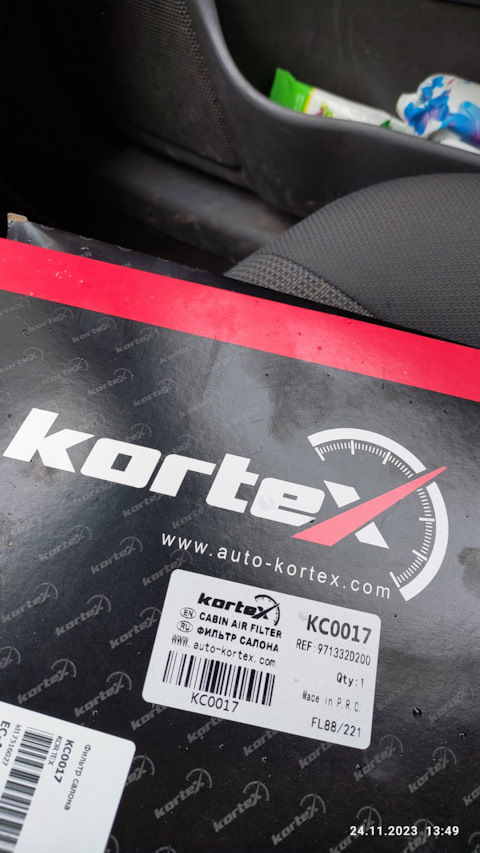 kortex
www.auto-kortex.com
kortex
KC0017
EN CABIN AIR FILTER
RU ФИЛЬТР САЛОНА
REF:971332D200
www.auto-kortex.com
Qty:1
KC0017
Made in P.R.C.
FL88/221
Фильтр салона
KC0017
KORTEX
24.11.2023 13:49